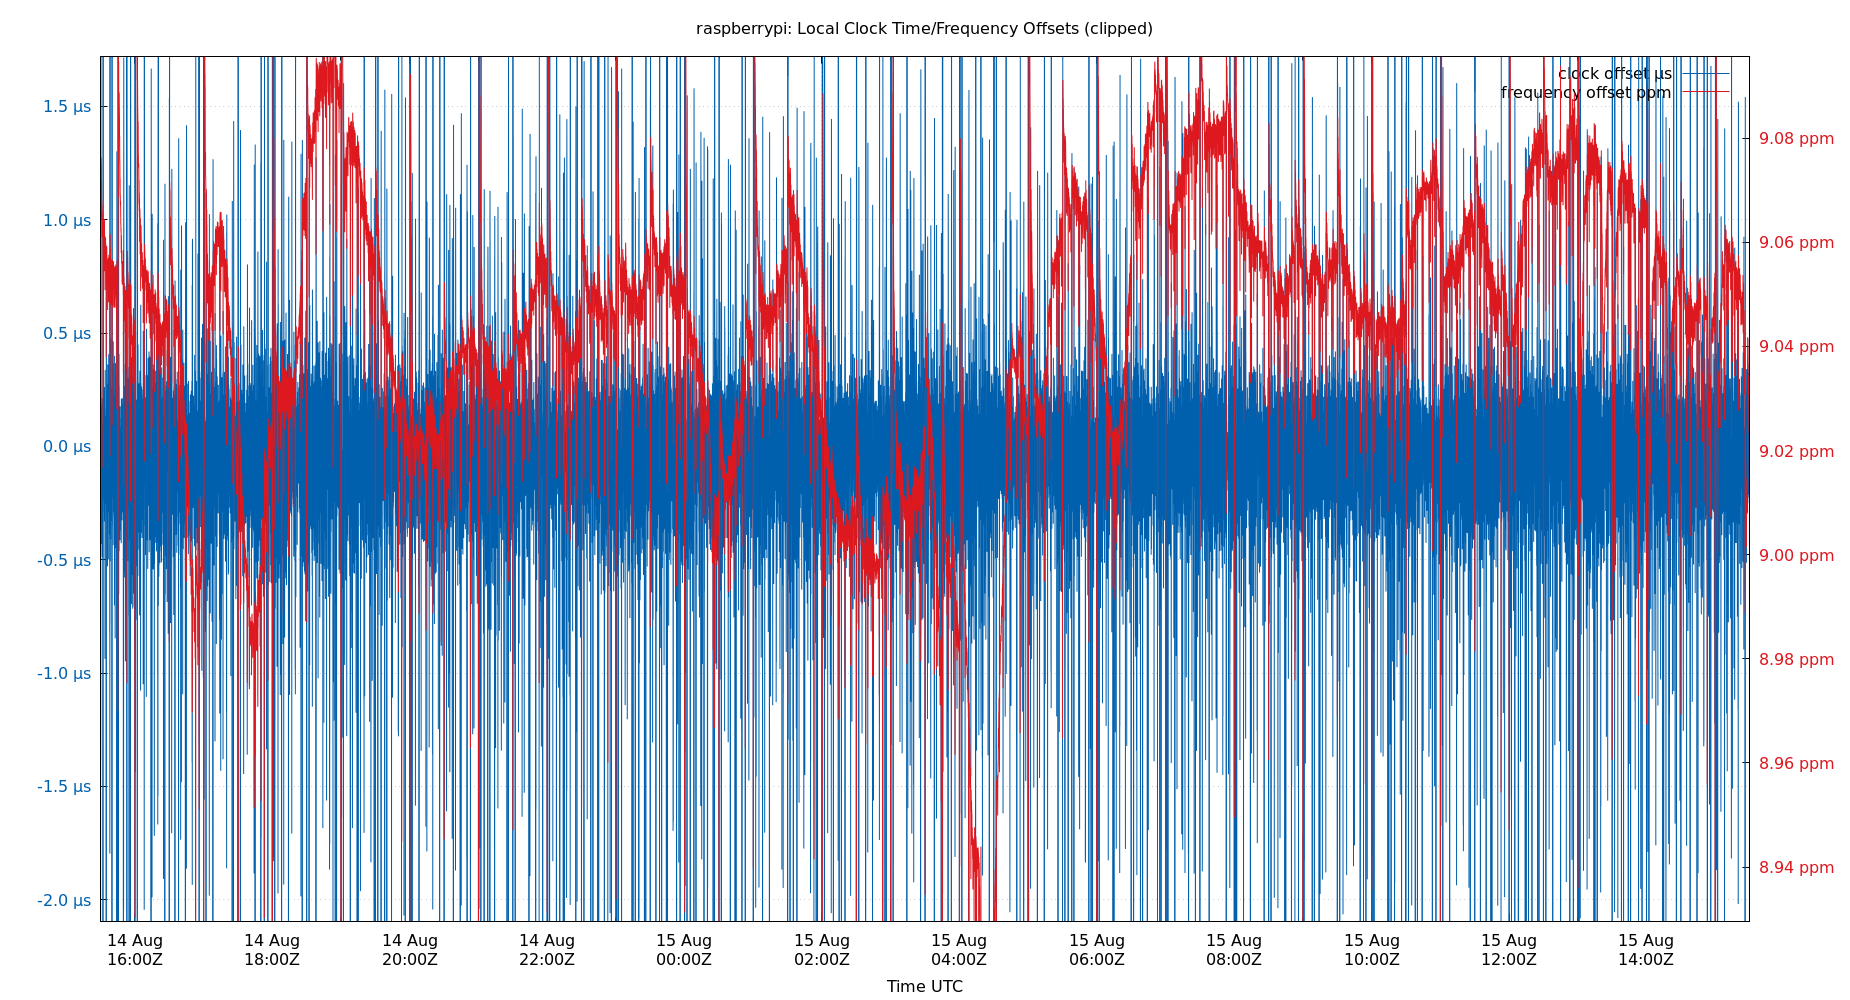 raspberrypi: Local Clock Time/Frequency Offsets (clipped)
clock offset µs
frequency offset ppm
1.5 µs
1.0 µs
0.5 µs
0.0 µs
-0.5 µs
-1.0 µs
-1.5 µs
-2.0 µs
9.08 ppm
9.06 ppm
9.04 ppm
9.02 ppm
9.00 ppm
8.98 ppm
8.96 ppm
8.94 ppm
14 Aug 14 Aug 14 Aug 14 Aug 15 Aug 15 Aug 15 Aug 15 Aug 15 Aug 15 Aug 15 Aug 15 Aug
16:00Z 18:00Z 20:00Z 22:00Z 00:00Z 02:00Z 04:00Z 06:00Z 08:00Z 10:00Z 12:00Z 14:00Z
Time UTC